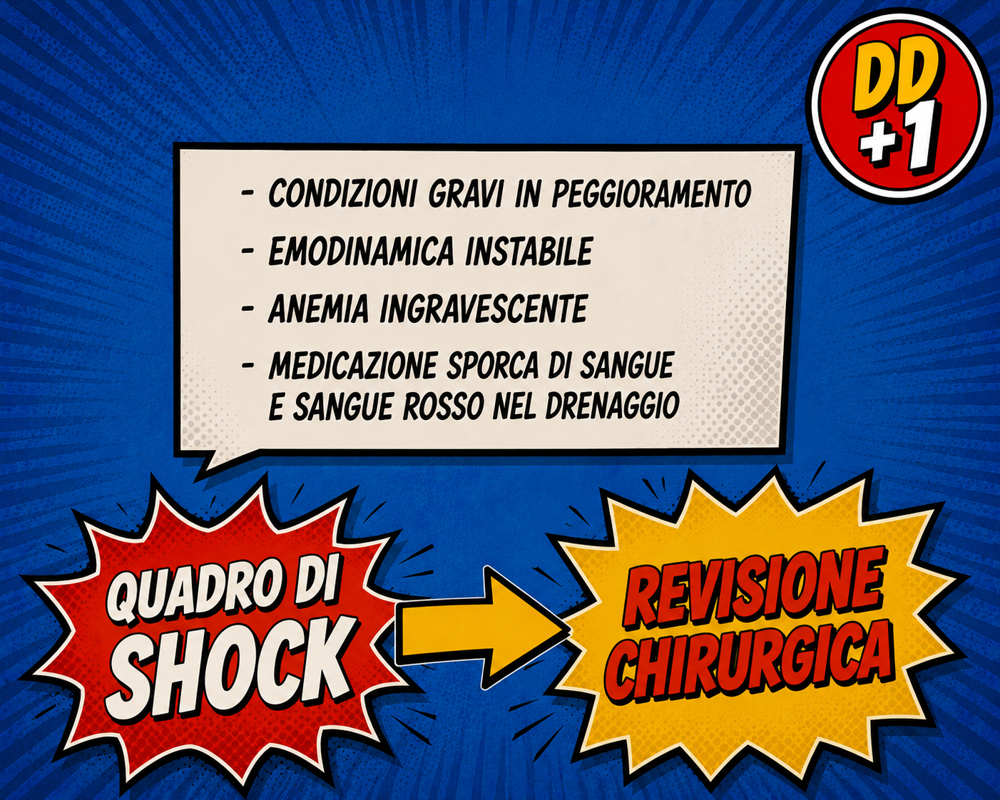 DD
+1
- CONDIZIONI GRAVI IN PEGGIORAMENTO
- EMODINAMICA INSTABILE
- ANEMIA INGRAVESCENTE
- MEDICAZIONE SPORCA DI SANGUE
E SANGUE ROSSO NEL DRENAGGIO
QUADRO DI
SHOCK
REVISIONE
CHIRURGICA